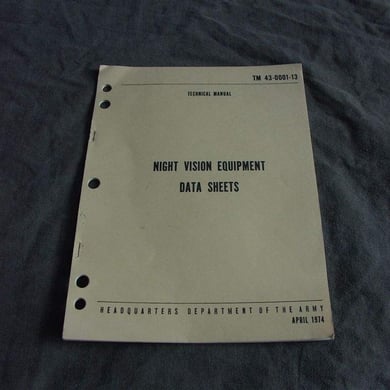 TM 43-0001-13
TECHNICAL MANUAL
NIGHT VISION EQUIPMENT
DATA SHEETS
HEADQUARTERS DEPARTMENT OF THE ARMY
APRIL 1974